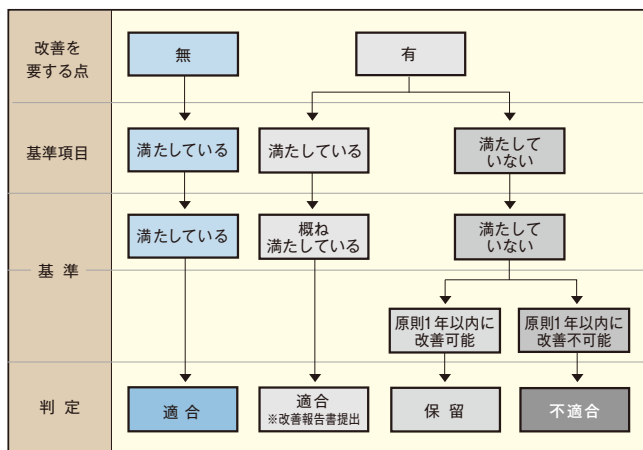 改善を
要する点
無
有
基準項目
満たしている
満たしている
満たして
いない
基 準
満たしている
概ね
満たしている
満たして
いない
原則1年以内に
改善可能
原則1年以内に
改善不可能
判 定
適 合
適合
※改善報告書提出
保 留
不適合